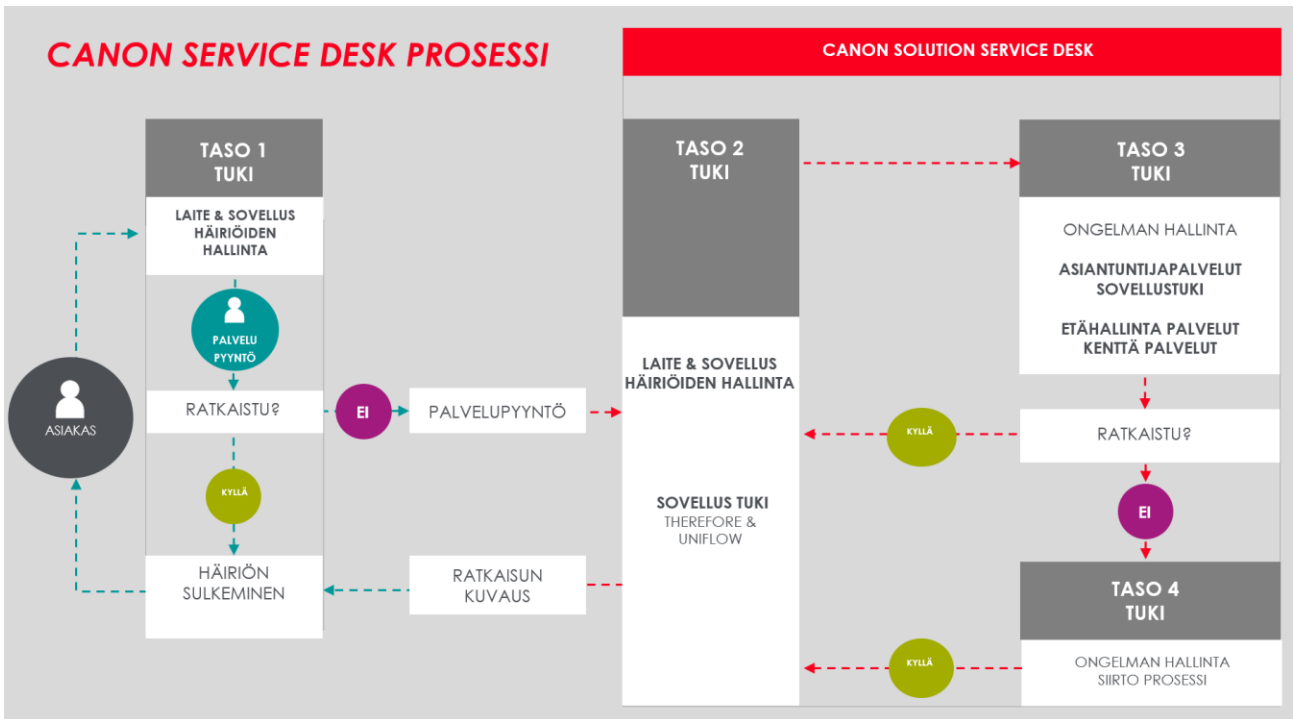 CANON SERVICE DESK PROSESSI
CANON SOLUTION SERVICE DESK
TASO 1
TUKI
LAITE & SOVELLUS
HÄIRIÖIDEN
HALLINTA
PALVELU
PYYNTÖ
RATKAISTU?
KYLLÄ
HÄIRIÖN
SULKEMINEN
ASIAKAS
EI
PALVELUPYYNTÖ
RATKAISUN
KUVAUS
TASO 2
TUKI
LAITE & SOVELLUS
HÄIRIÖIDEN HALLINTA
SOVELLUS TUKI
THEREFORE &
UNIFLOW
TASO 3
TUKI
ONGELMAN HALLINTA
ASIANTUNTIJAPALVELUT
SOVELLUSTUKI
ETÄHALLINTA PALVELUT
KENTTÄ PALVELUT
KYLLÄ
RATKAISTU?
EI
TASO 4
TUKI
KYLLÄ
ONGELMAN HALLINTA
SIIRTO PROSESSI